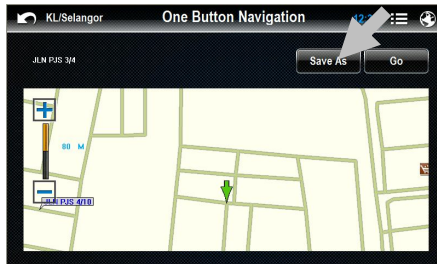 KL/Selangor
One Button Navigation
JLN PJS 3/4
Save As
Go
80 M
JLN PJS 4/10